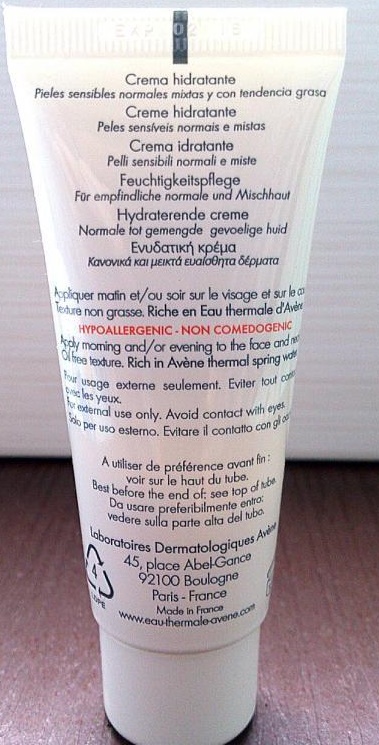 EXP 02
Crema hidratante
Pieles sensibles normales mixtas y con tendencia grasa
Creme hidratante
Peles sensíveis normais e mistas
Crema idratante
Pelli sensibili normali e miste
Feuchtigkeitspflege
Für empfindliche normale und Mischhaut
Hydraterende creme
Normale tot gemengde gevoelige huid
Ενυδατική κρέμα
Κανονικά και μεικτά ευαίσθητα δέρματα
Appliquer matin et/ou soir sur le visage et sur le
Texture non grasse. Riche en Eau thermale d'Avène
HYPOALLERGENIC - NON COMEDOGENIC
Apply morning and/or evening to the face and
Oil free texture. Rich in Avène thermal spring water
Pour usage externe seulement. Eviter tout
avec les yeux.
For external use only. Avoid contact with eyes.
Solo per uso esterno. Evitare il contatto con gli
A utiliser de préférence avant fin :
voir sur le haut du tube.
Best before the end of: see top of tube.
Da usare preferibilmente entro:
vedere sulla parte alta del tubo.
Laboratoires Dermatologiques Avène
45, place Abel-Gance
92100 Boulogne
Paris - France
Made in France
www.eau-thermale-avene.com
4
LDPE